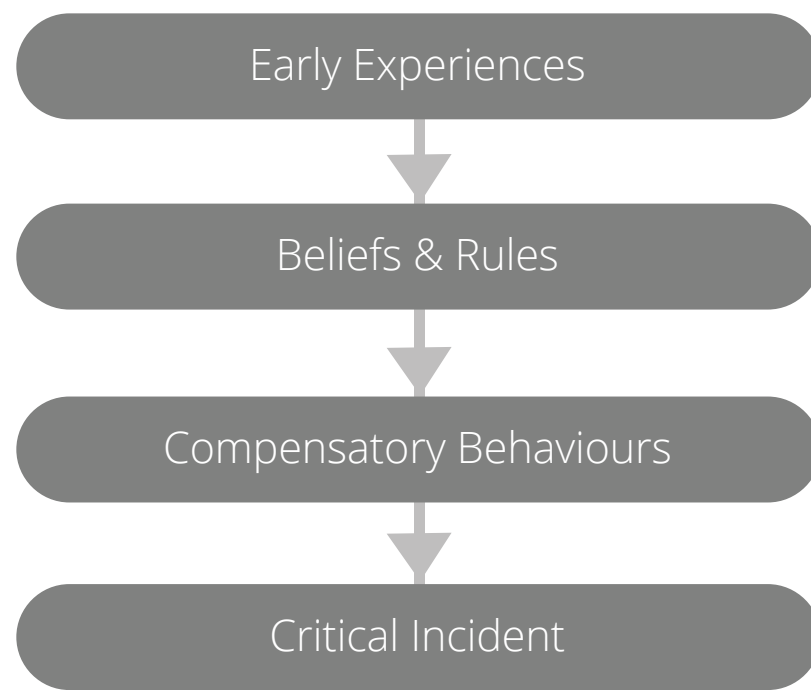 Early Experiences
Beliefs & Rules
Compensatory Behaviours
Critical Incident